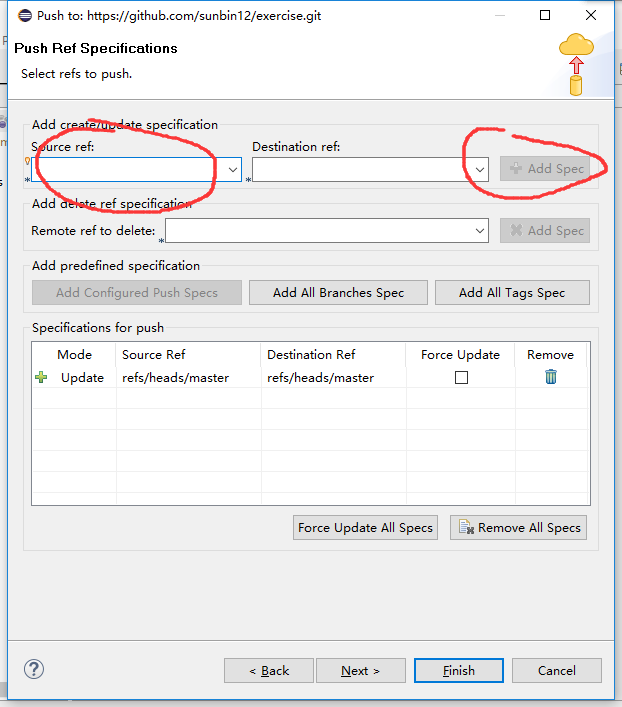 Push to: https://github.com/sunbin12/exercise.git
Push Ref Specifications
Select refs to push.
Add create/update specification
Source ref: Destination ref:
* * Add Spec
Add delete ref specification
Remote ref to delete: * Add Spec
Add predefined specification
Add Configured Push Specs Add All Branches Spec Add All Tags Spec
Specifications for push
Mode Source Ref Destination Ref Force Update Remove
Update refs/heads/master refs/heads/master
Force Update All Specs Remove All Specs
? < Back Next > Finish Cancel